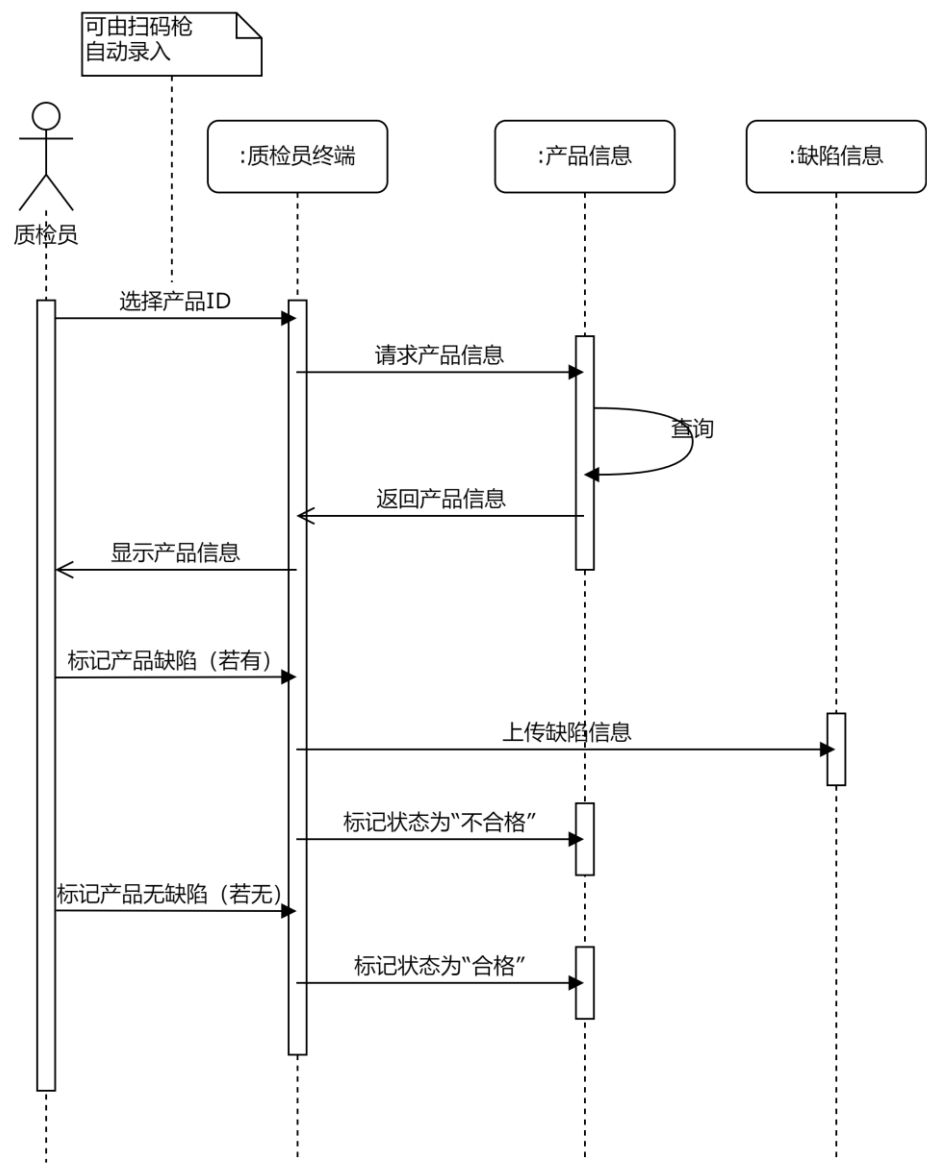 可由扫码枪
自动录入
:质检员终端
:产品信息
:缺陷信息
质检员
选择产品ID
请求产品信息
查询
返回产品信息
显示产品信息
标记产品缺陷（若有）
上传缺陷信息
标记状态为“不合格”
标记产品无缺陷（若无）
标记状态为“合格”